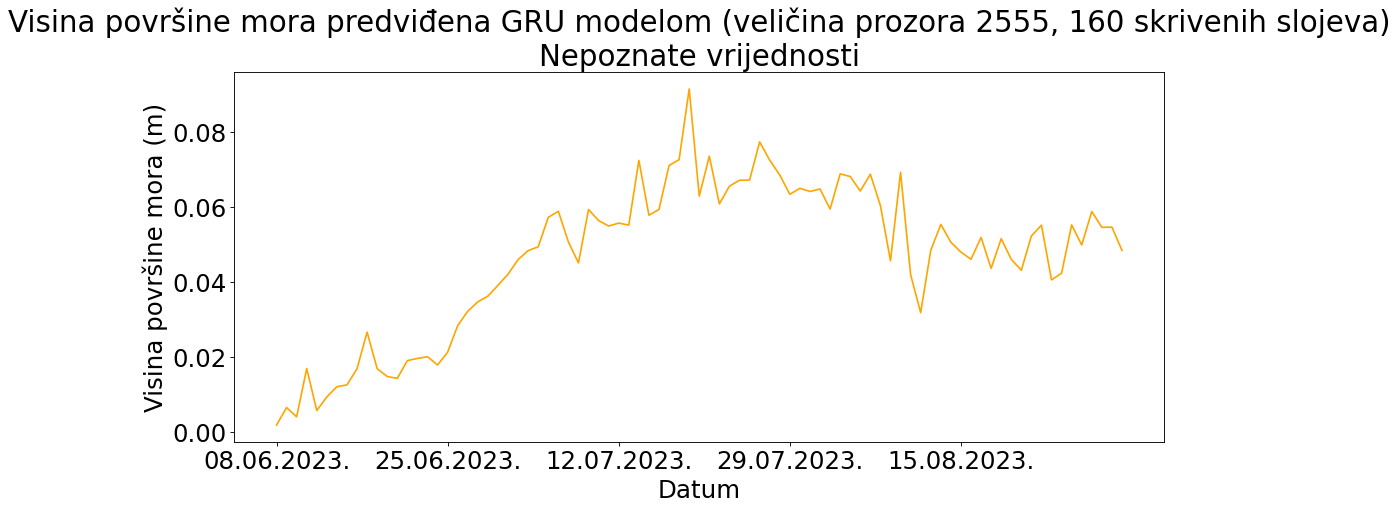 Visina površine mora predviđena GRU modelom (veličina prozora 2555, 160 skrivenih slojeva)
Nepoznate vrijednosti
Visina površine mora (m)
0.08
0.06
0.04
0.02
0.00
08.06.2023. 25.06.2023. 12.07.2023. 29.07.2023. 15.08.2023.
Datum